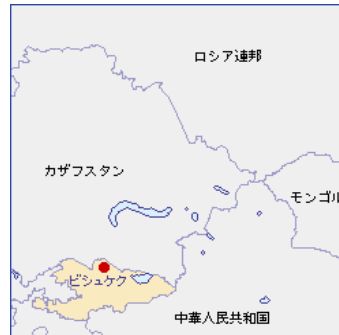 ロシア連邦
カザフスタン
モンゴル
ビシュケク
中華人民共和国